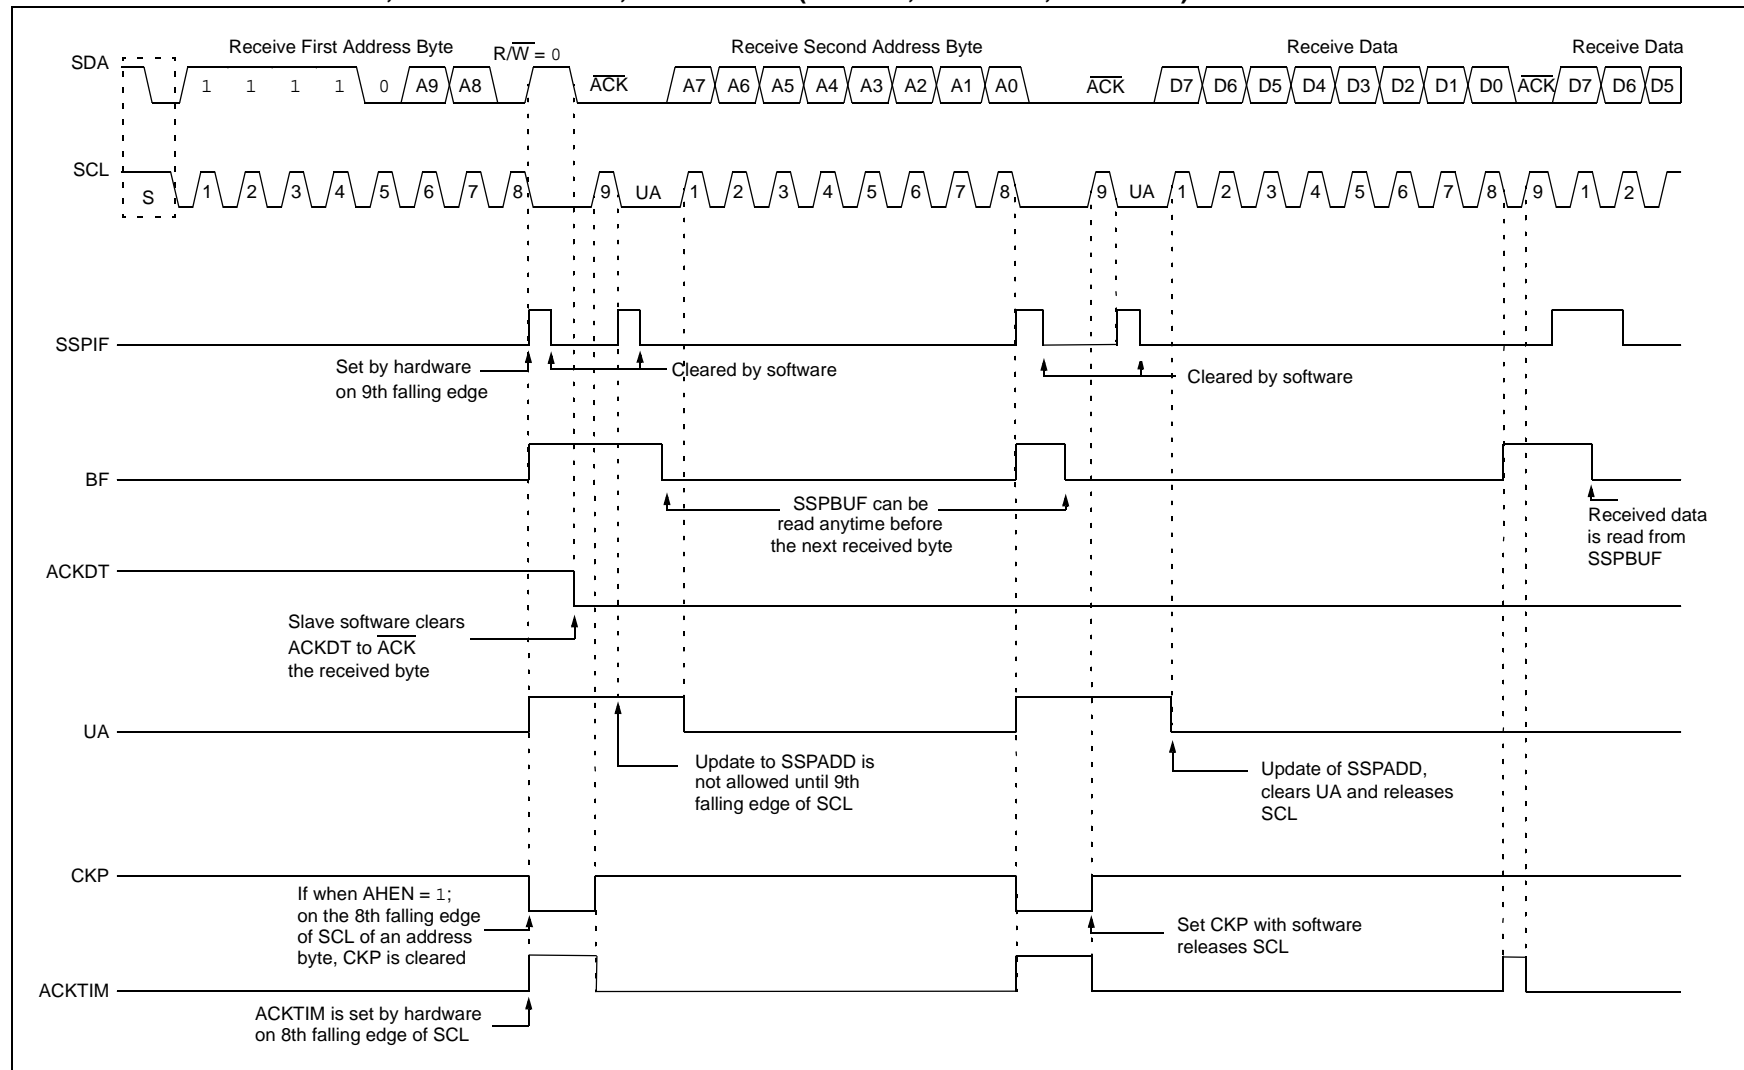 Receive First Address Byte
R/W = 0
Receive Second Address Byte
Receive Data
Receive Data
SDA
1 1 1 1 0 A9 A8
ACK
A7 A6 A5 A4 A3 A2 A1 A0
ACK
D7 D6 D5 D4 D3 D2 D1 D0 ACK D7 D6 D5
SCL
S
1 2 3 4 5 6 7 8 9 UA 1 2 3 4 5 6 7 8 9 UA 1 2 3 4 5 6 7 8 9 1 2
SSPIF
Set by hardware
on 9th falling edge
Cleared by software
Cleared by software
BF
SSPBUF can be
read anytime before
the next received byte
Received data
is read from
SSPBUF
ACKDT
Slave software clears
ACKDT to ACK
the received byte
UA
Update to SSPADD is
not allowed until 9th
falling edge of SCL
Update of SSPADD,
clears UA and releases
SCL
CKP
If when AHEN = 1;
on the 8th falling edge
of SCL of an address
byte, CKP is cleared
Set CKP with software
releases SCL
ACKTIM
ACKTIM is set by hardware
on 8th falling edge of SCL